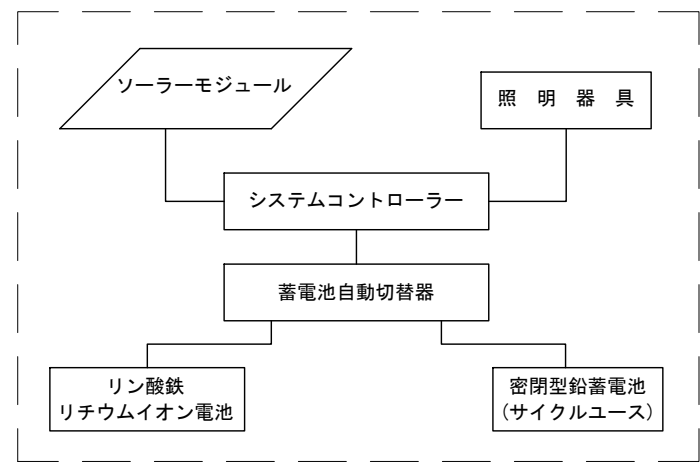 ソーラーモジュール
照 明 器 具
システムコントローラー
蓄電池自動切替器
リン酸鉄
リチウムイオン電池
密閉型鉛蓄電池
(サイクルユース)